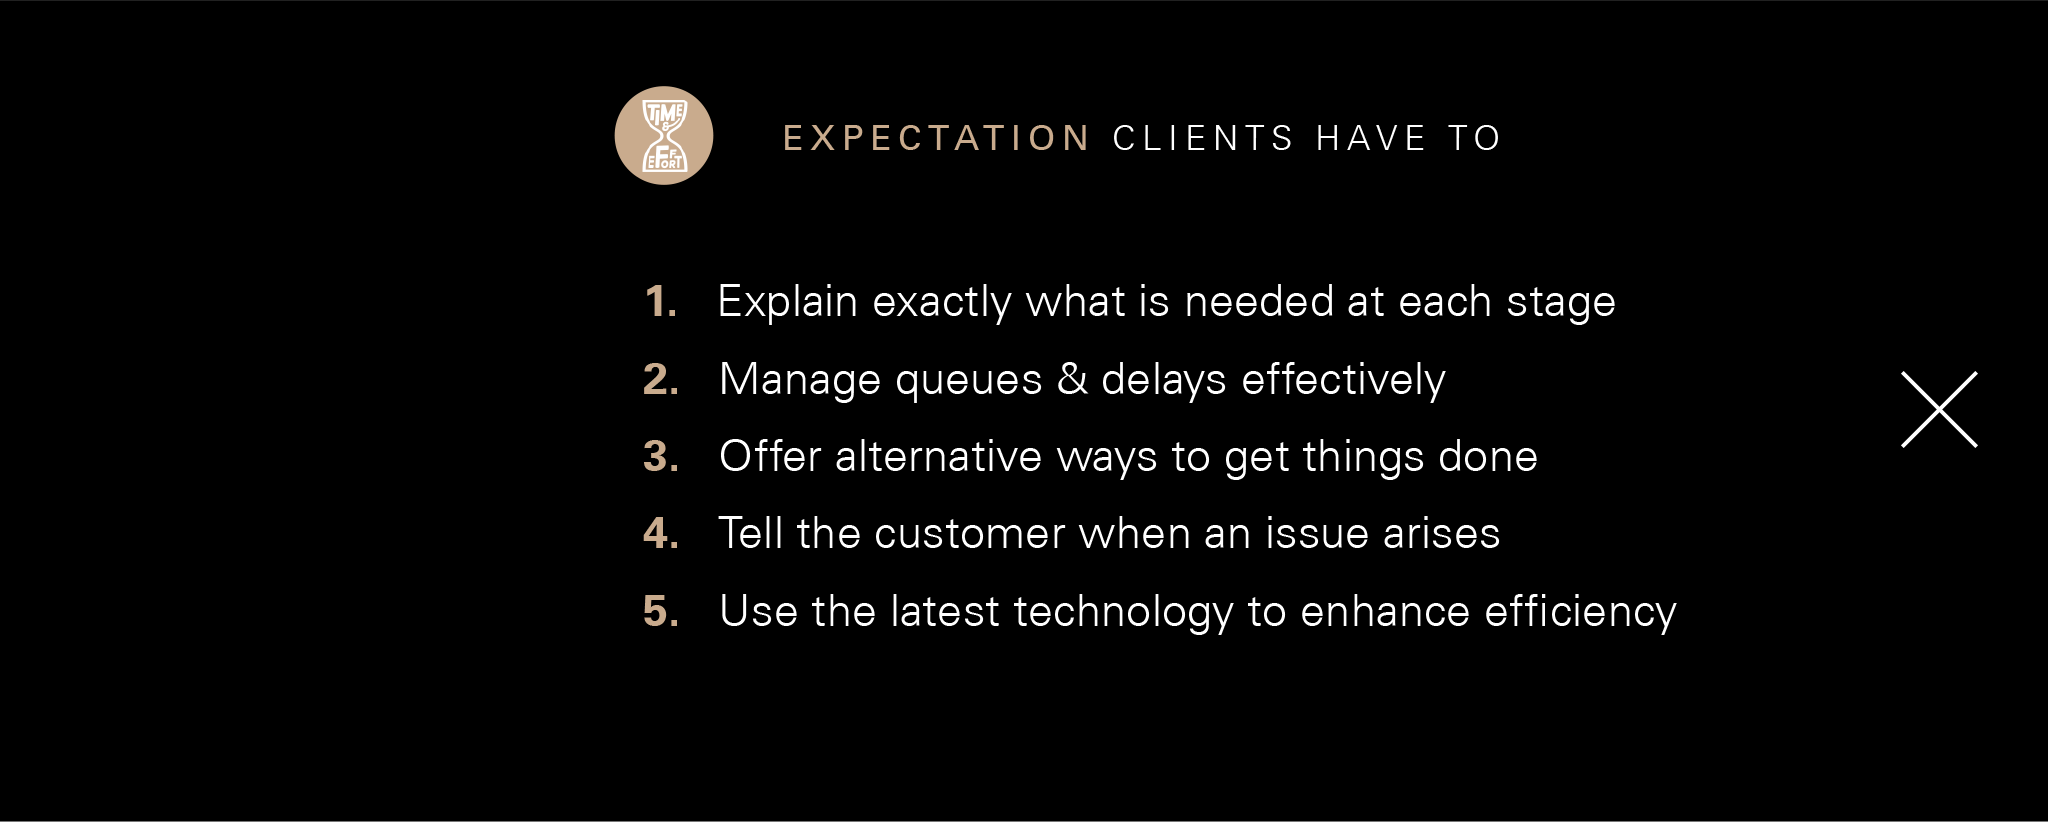 TIME
&
EFFORT
EXPECTATION CLIENTS HAVE TO
1. Explain exactly what is needed at each stage
2. Manage queues & delays effectively
3. Offer alternative ways to get things done
4. Tell the customer when an issue arises
5. Use the latest technology to enhance efficiency